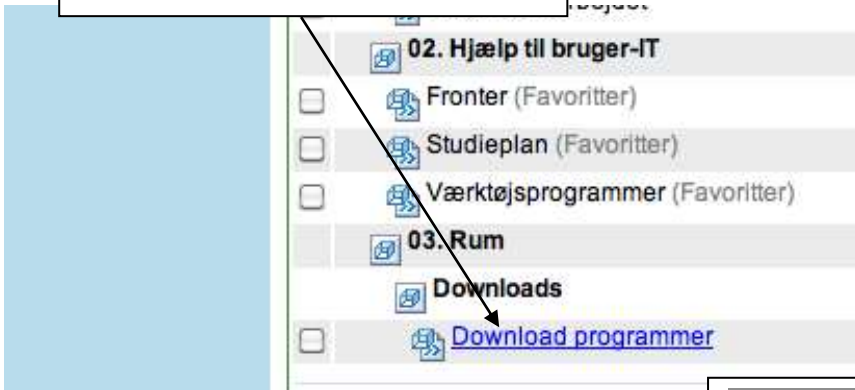 02. Hjælp til bruger-IT
Fronter (Favoritter)
Studieplan (Favoritter)
Værktøjsprogrammer (Favoritter)
03. Rum
Downloads
Download programmer